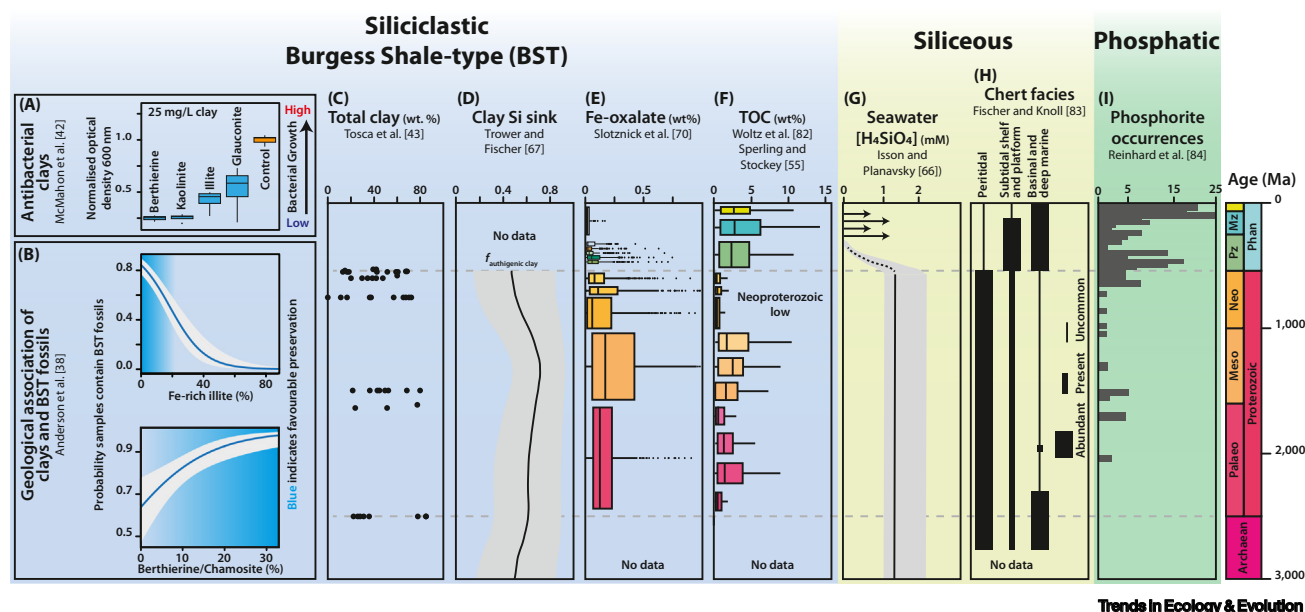 Siliciclastic
Burgess Shale-type (BST)
Siliceous
Phosphatic
(A)
Antibacterial
clays
McMahon et al. [42]
Normalised optical
density 600 nm
1.0
0.5
25 mg/L clay
Berthierine
Kaolinite
Illite
Glauconite
Control
High
Bacterial Growth
Low
(B)
Geological association of
clays and BST fossils
Anderson et al. [38]
Probability samples contain BST fossils
0.8
0.4
0.0
0
40
80
Fe-rich illite (%)
0.9
0.7
0.5
0
10
20
30
Berthierine/Chamosite (%)
Blue indicates favourable preservation
(C)
Total clay (wt. %)
Tosca et al. [43]
0
40
80
120
(D)
Clay Si sink
Trower and
Fischer [67]
0
0.2
0.4
0.6
0.8
No data
f authigenic clay
(E)
Fe-oxalate (wt%)
Slotznick et al. [70]
0
0.5
1
No data
(F)
TOC (wt%)
Woltz et al. [82]
Sperling and
Stockey [55]
0
5
10
15
Neoproterozoic
low
No data
(G)
Seawater
[H₄SiO₄] (mM)
Isson and
Planavsky [66])
0
1
2
(H)
Chert facies
Fischer and Knoll [83]
Peritidal
Subtidal shelf
and platform
Basinal and
deep marine
Uncommon
Present
Abundant
No data
(I)
Phosphorite
occurrences
Reinhard et al. [84]
0
5
15
25
Age (Ma)
0
1,000
2,000
3,000
Mz
Pz
Phan
Neo
Meso
Palaeo
Proterozoic
Archaean
Trends in Ecology & Evolution